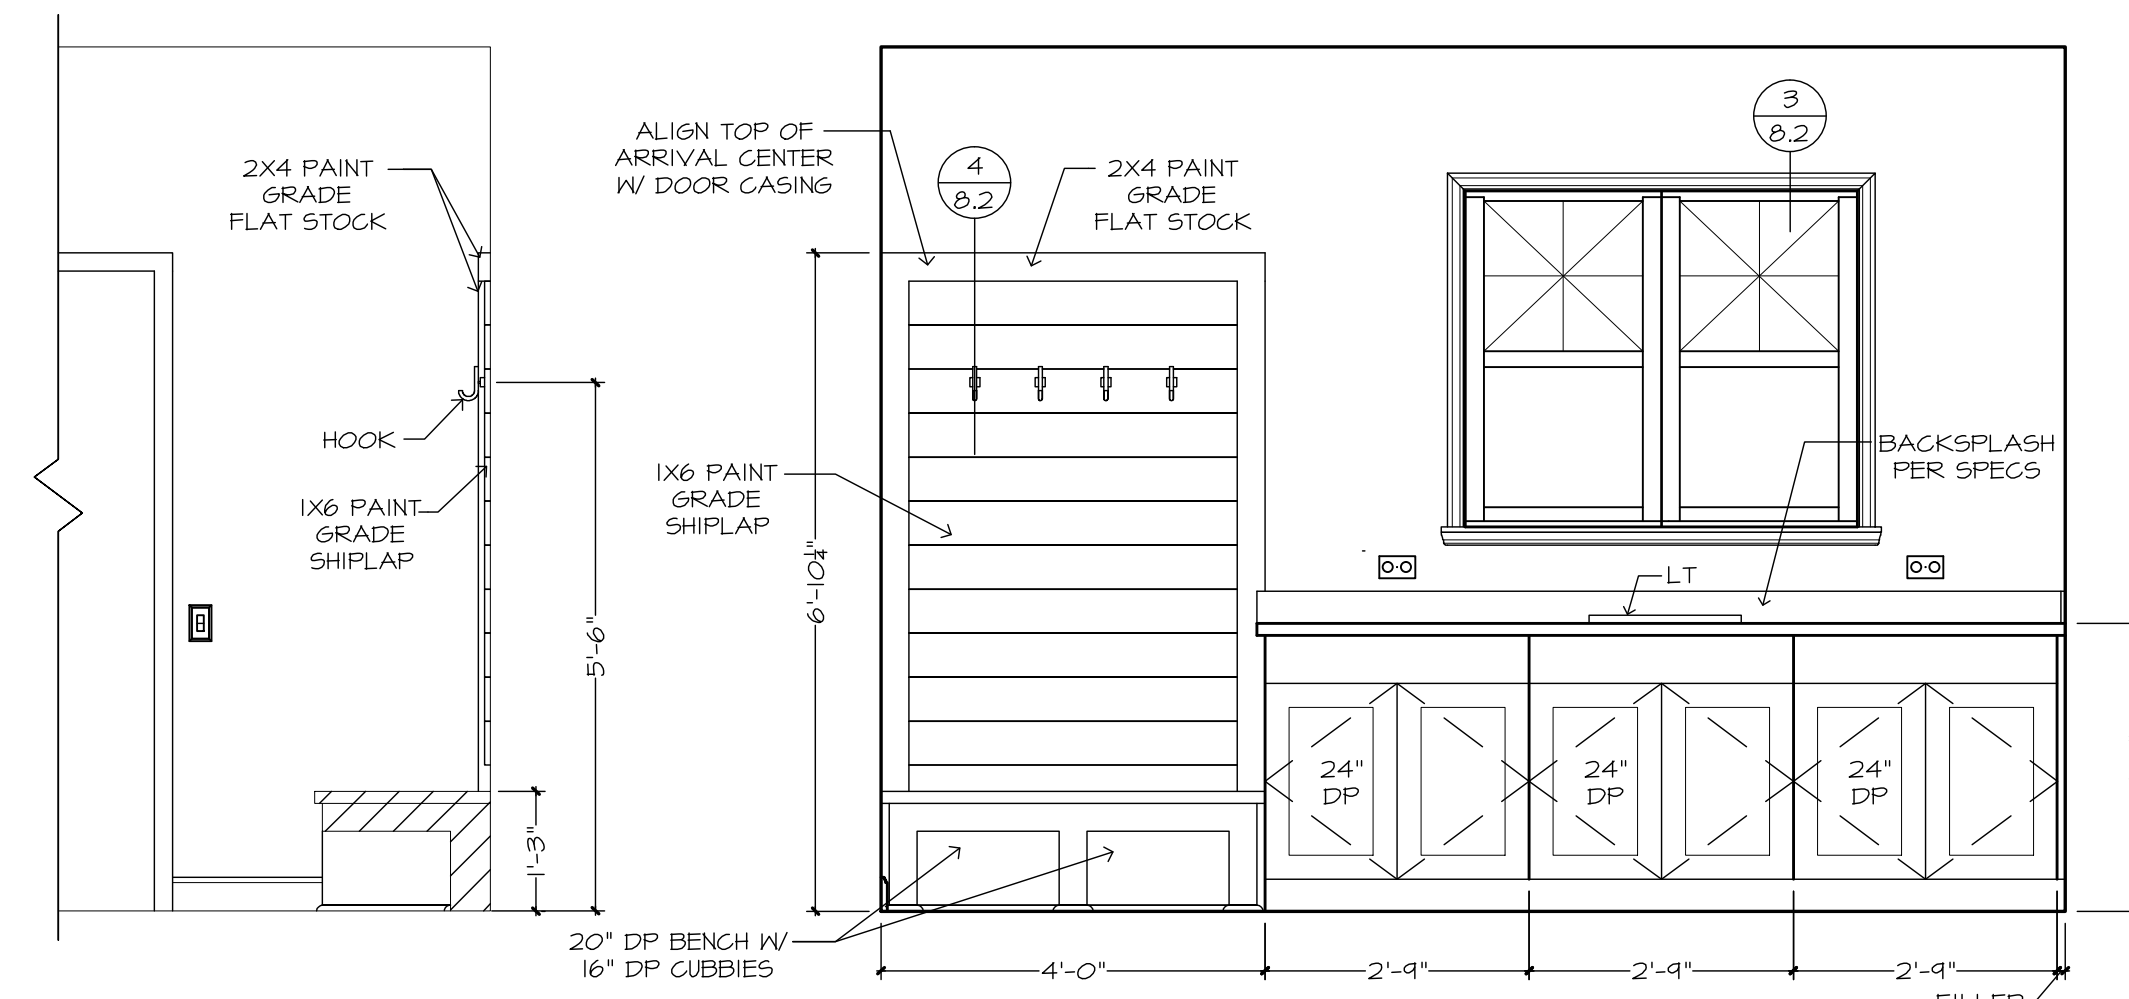 2X4 PAINT
GRADE
FLAT STOCK
HOOK
1X6 PAINT
GRADE
SHIPLAP
5'-6"
1'-3"
ALIGN TOP OF
ARRIVAL CENTER
W/ DOOR CASING
4
8.2
2X4 PAINT
GRADE
FLAT STOCK
3
8.2
1X6 PAINT
GRADE
SHIPLAP
6'-10¼"
BACKSPLASH
PER SPECS
LT
24"
DP
24"
DP
24"
DP
20" DP BENCH W/
16" DP CUBBIES
4'-0"
2'-9"
2'-9"
2'-9"
FILLER